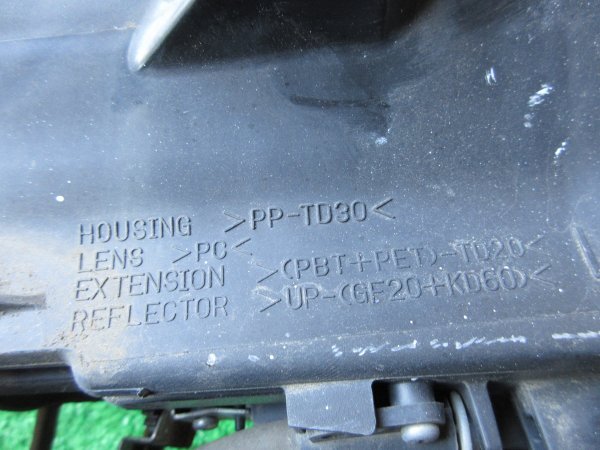 HOUSING >PP-TD30<
LENS >PC<
EXTENSION >(PBT+PET)-TD20<
REFLECTOR >UP-(GF20+KD60)<